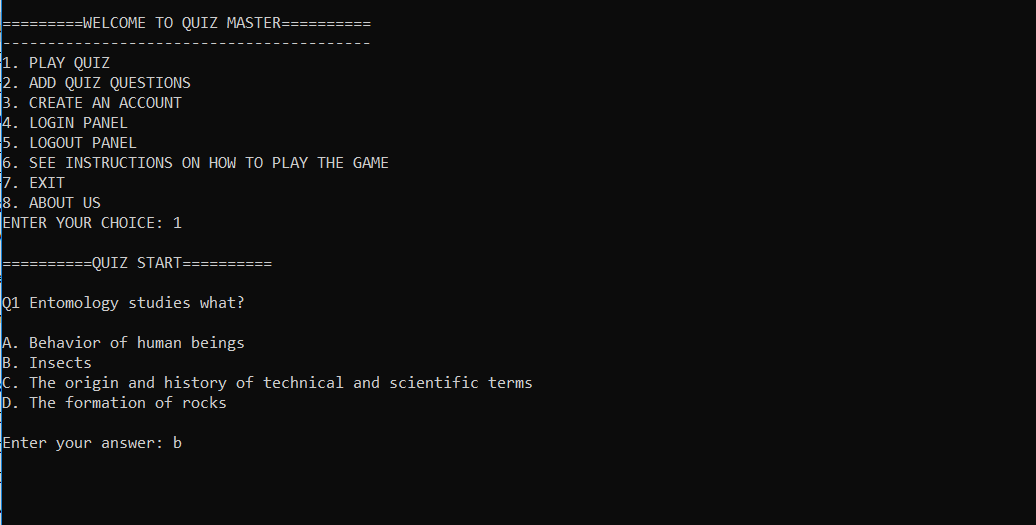 =========WELCOME TO QUIZ MASTER==========
-----------------------------------------
1. PLAY QUIZ
2. ADD QUIZ QUESTIONS
3. CREATE AN ACCOUNT
4. LOGIN PANEL
5. LOGOUT PANEL
6. SEE INSTRUCTIONS ON HOW TO PLAY THE GAME
7. EXIT
8. ABOUT US
ENTER YOUR CHOICE: 1
==========QUIZ START==========
Q1 Entomology studies what?
A. Behavior of human beings
B. Insects
C. The origin and history of technical and scientific terms
D. The formation of rocks
Enter your answer: b